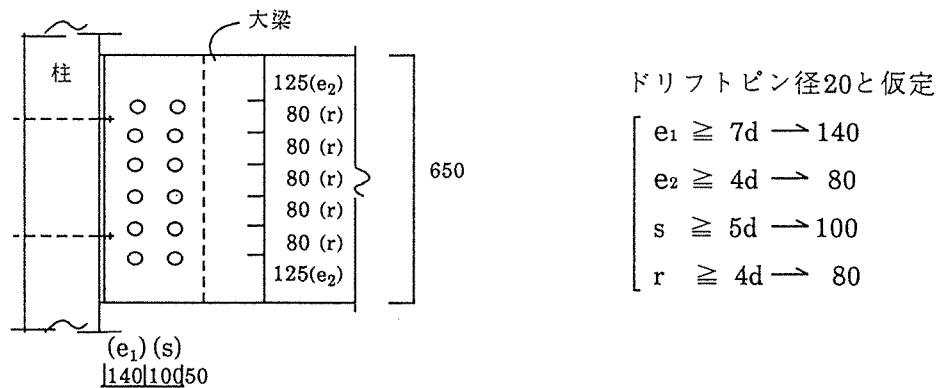 大梁
柱
125(e₂)
80 (r)
80 (r)
80 (r)
80 (r)
80 (r)
125(e₂)
650
(e₁) (s)
140 100 50
ドリフトピン径20と仮定
e₁ ≧ 7d → 140
e₂ ≧ 4d → 80
s ≧ 5d → 100
r ≧ 4d → 80